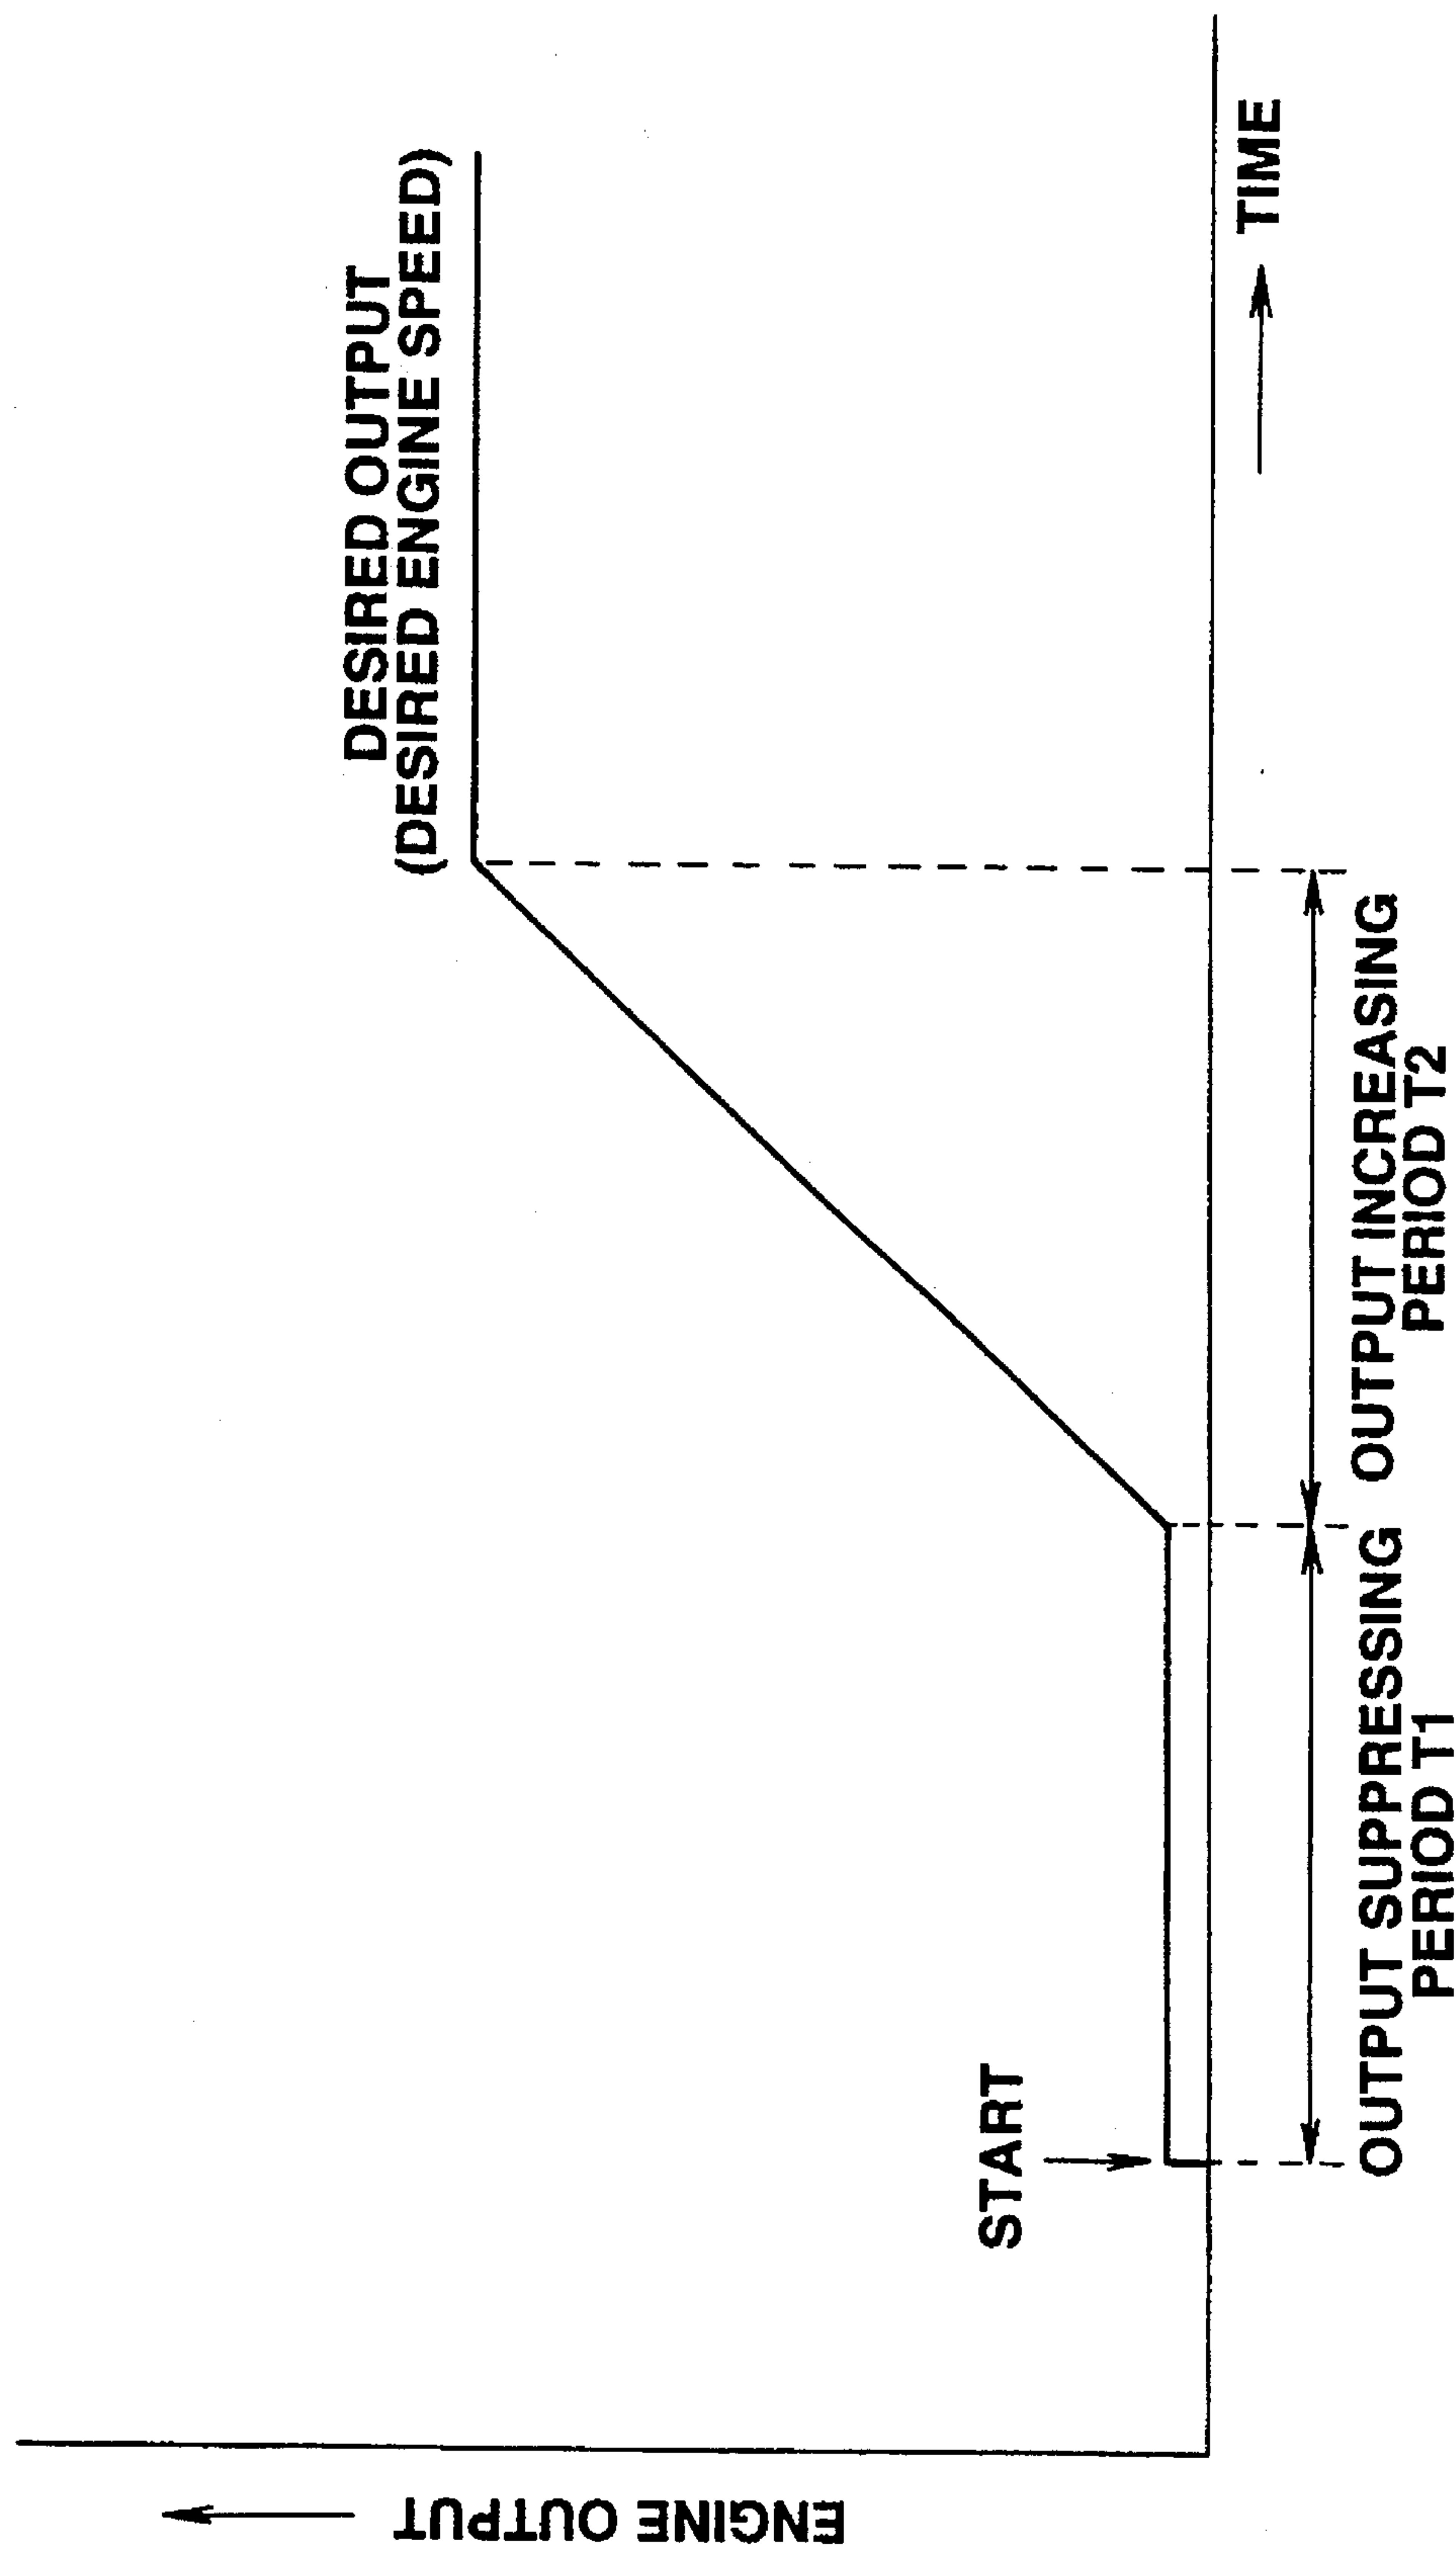 ENGINE OUTPUT
DESIRED OUTPUT
(DESIRED ENGINE SPEED)
START
TIME
OUTPUT SUPPRESSING
PERIOD T1
OUTPUT INCREASING
PERIOD T2